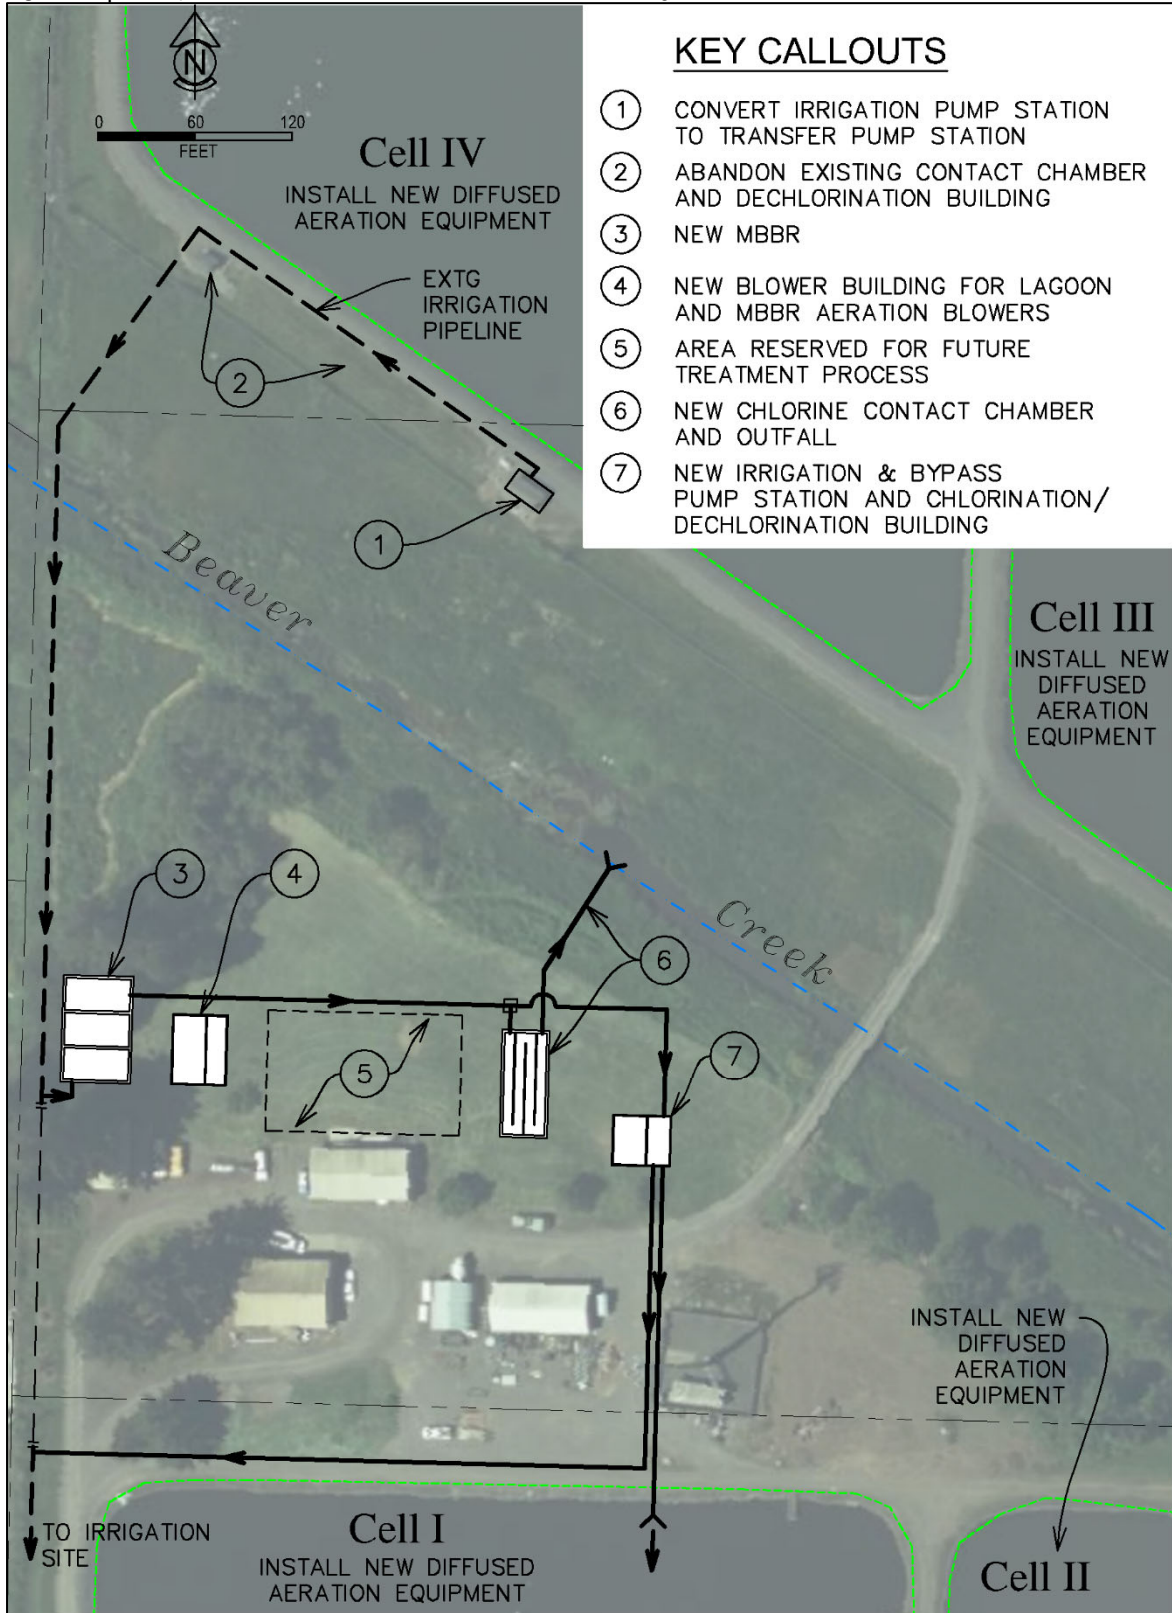 KEY CALLOUTS
1 CONVERT IRRIGATION PUMP STATION
TO TRANSFER PUMP STATION
2 ABANDON EXISTING CONTACT CHAMBER
AND DECHLORINATION BUILDING
3 NEW MBBR
4 NEW BLOWER BUILDING FOR LAGOON
AND MBBR AERATION BLOWERS
5 AREA RESERVED FOR FUTURE
TREATMENT PROCESS
6 NEW CHLORINE CONTACT CHAMBER
AND OUTFALL
7 NEW IRRIGATION & BYPASS
PUMP STATION AND CHLORINATION/
DECHLORINATION BUILDING
N
0 60 120
FEET
Cell IV
INSTALL NEW DIFFUSED
AERATION EQUIPMENT
EXTG
IRRIGATION
PIPELINE
2
1
Beaver
Cell III
INSTALL NEW
DIFFUSED
AERATION
EQUIPMENT
3
4
Creek
6
5
7
INSTALL NEW
DIFFUSED
AERATION
EQUIPMENT
TO IRRIGATION
SITE
Cell I
INSTALL NEW DIFFUSED
AERATION EQUIPMENT
Cell II